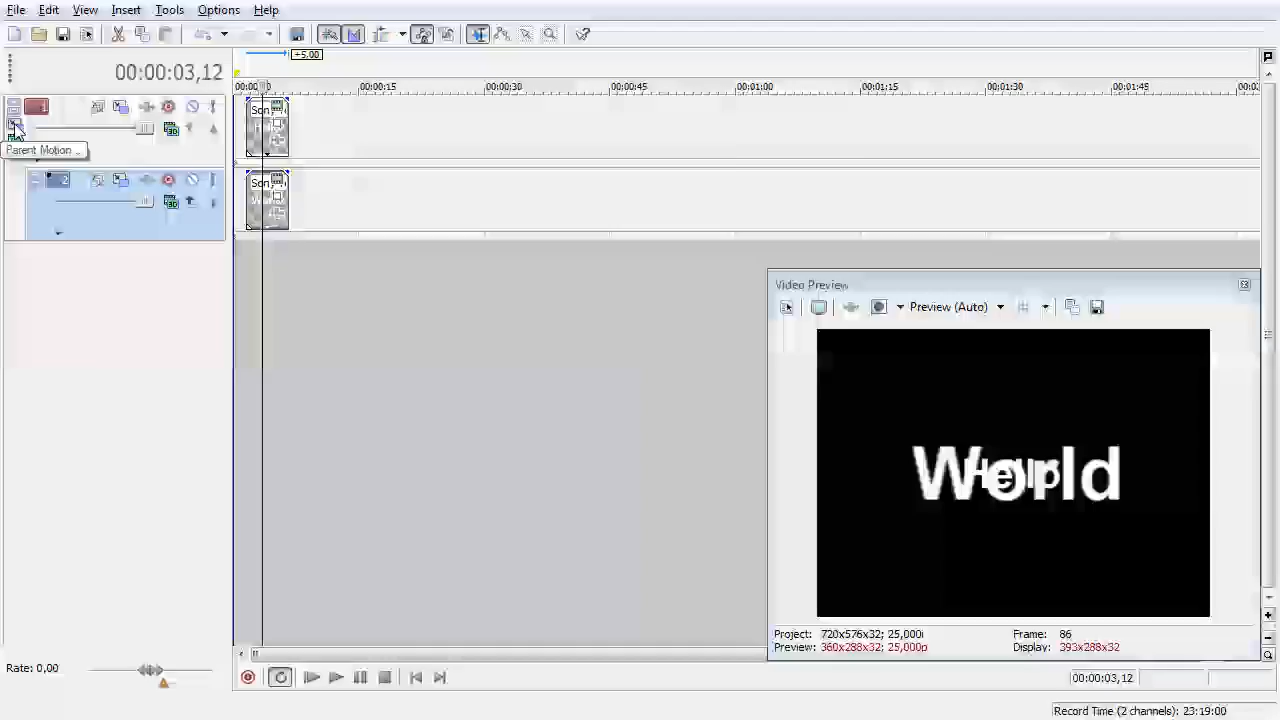 File Edit View Insert Tools Options Help
+5.00
00:00:03,12
00:00:15 00:00:30 00:00:45 00:01:00 00:01:15 00:01:30 00:01:45
Parent Motion ..
2
Video Preview
Preview (Auto)
World
Project: 720x576x32; 25,000i Frame: 86
Preview: 360x288x32; 25,000p Display: 393x288x32
Rate: 0,00
00:00:03,12
Record Time (2 channels): 23:19:00